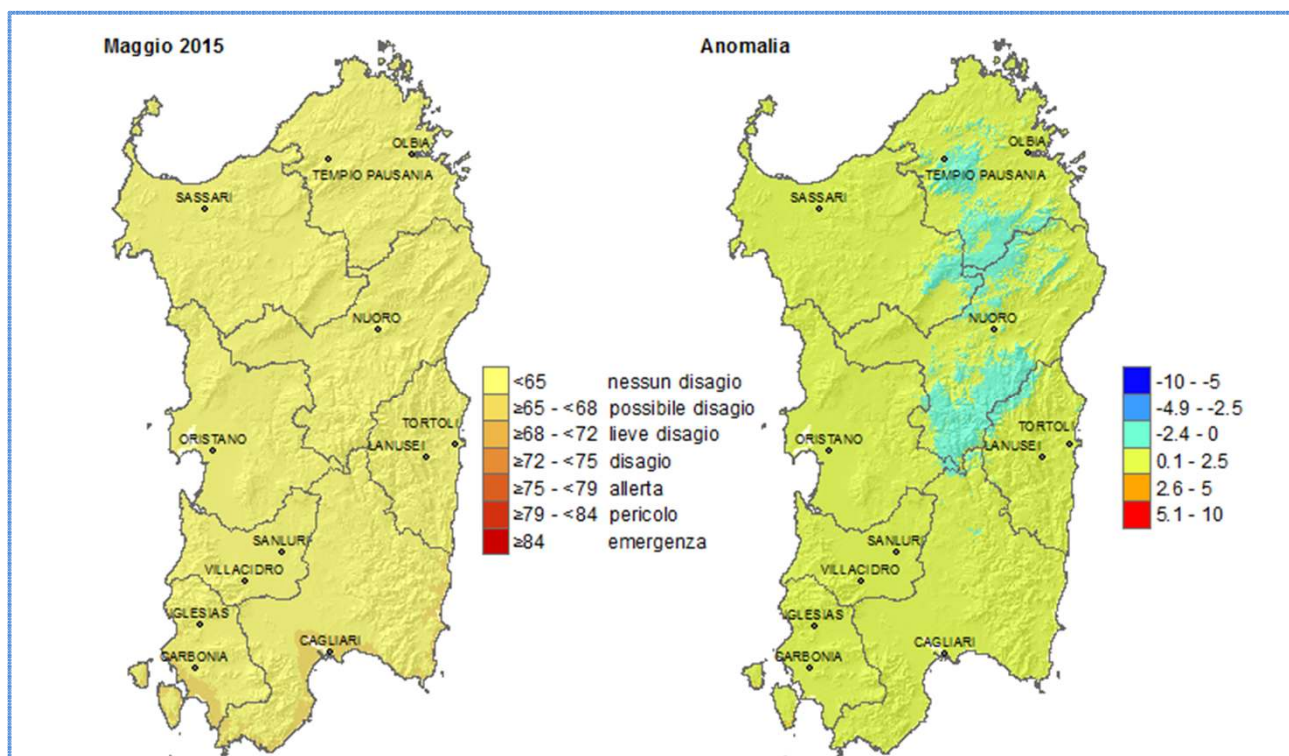 Maggio 2015
OLBIA
TEMPIO PAUSANIA
SASSARI
NUORO
TORTOLI
ORISTANO
LANUSEI
SANLURI
VILLACIDRO
IGLESIAS
CAGLIARI
CARBONIA
<65 nessun disagio
≥65 - <68 possibile disagio
≥68 - <72 lieve disagio
≥72 - <75 disagio
≥75 - <79 allerta
≥79 - <84 pericolo
≥84 emergenza
Anomalia
OLBIA
TEMPIO PAUSANIA
SASSARI
NUORO
TORTOLI
ORISTANO
LANUSEI
SANLURI
VILLACIDRO
IGLESIAS
CAGLIARI
CARBONIA
-10 - -5
-4.9 - -2.5
-2.4 - 0
0.1 - 2.5
2.6 - 5
5.1 - 10